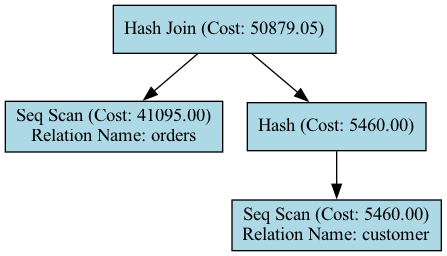 Hash Join (Cost: 50879.05)
Seq Scan (Cost: 41095.00)
Relation Name: orders
Hash (Cost: 5460.00)
Seq Scan (Cost: 5460.00)
Relation Name: customer